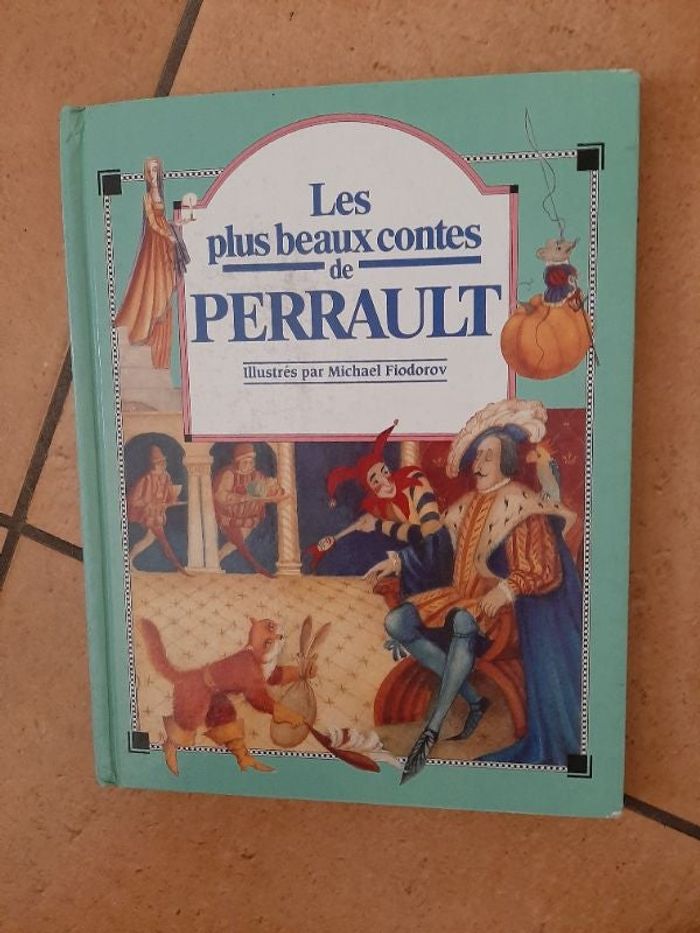 Les
plus beaux contes
de
PERRAULT
Illustrés par Michael Fiodorov